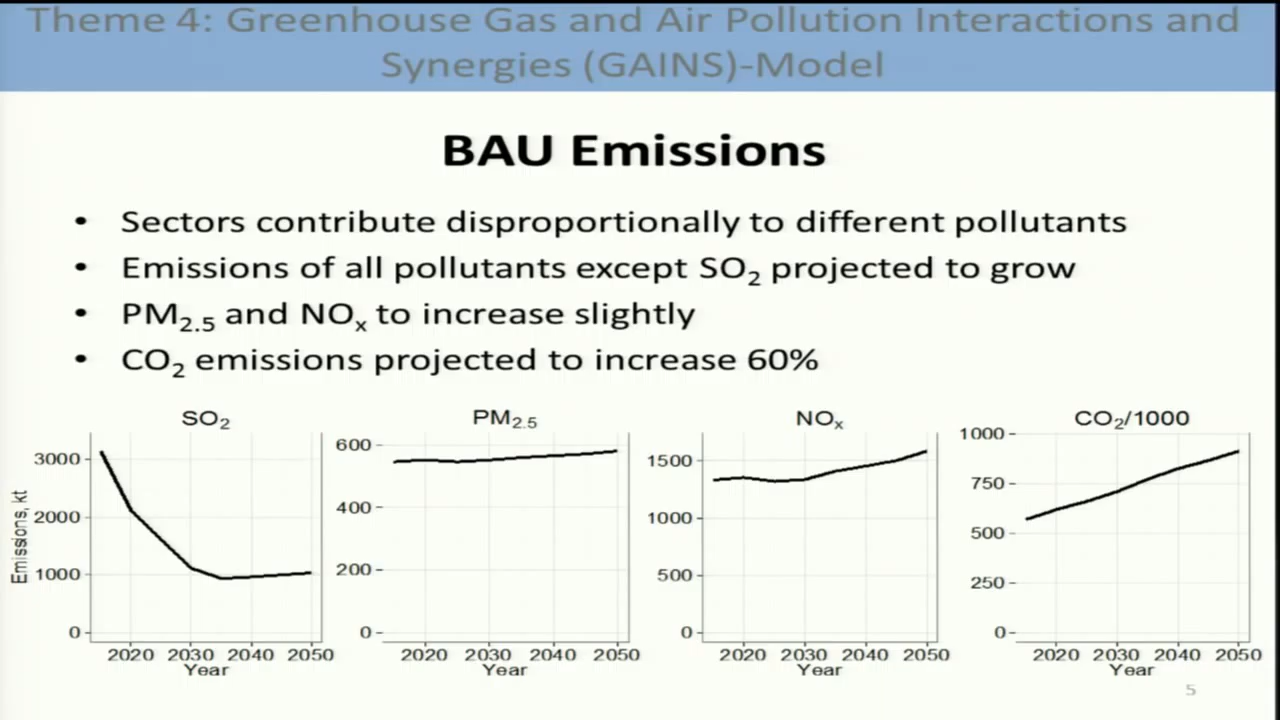 Theme 4: Greenhouse Gas and Air Pollution Interactions and
Synergies (GAINS)-Model
BAU Emissions
• Sectors contribute disproportionally to different pollutants
• Emissions of all pollutants except SO₂ projected to grow
• PM₂.₅ and NOₓ to increase slightly
• CO₂ emissions projected to increase 60%
SO₂
Emissions, kt
3000
2000
1000
0
2020 2030 2040 2050
Year
PM₂.₅
600
400
200
0
2020 2030 2040 2050
Year
NOₓ
1500
1000
500
0
2020 2030 2040 2050
Year
CO₂/1000
1000
750
500
250
0
2020 2030 2040 2050
Year
5